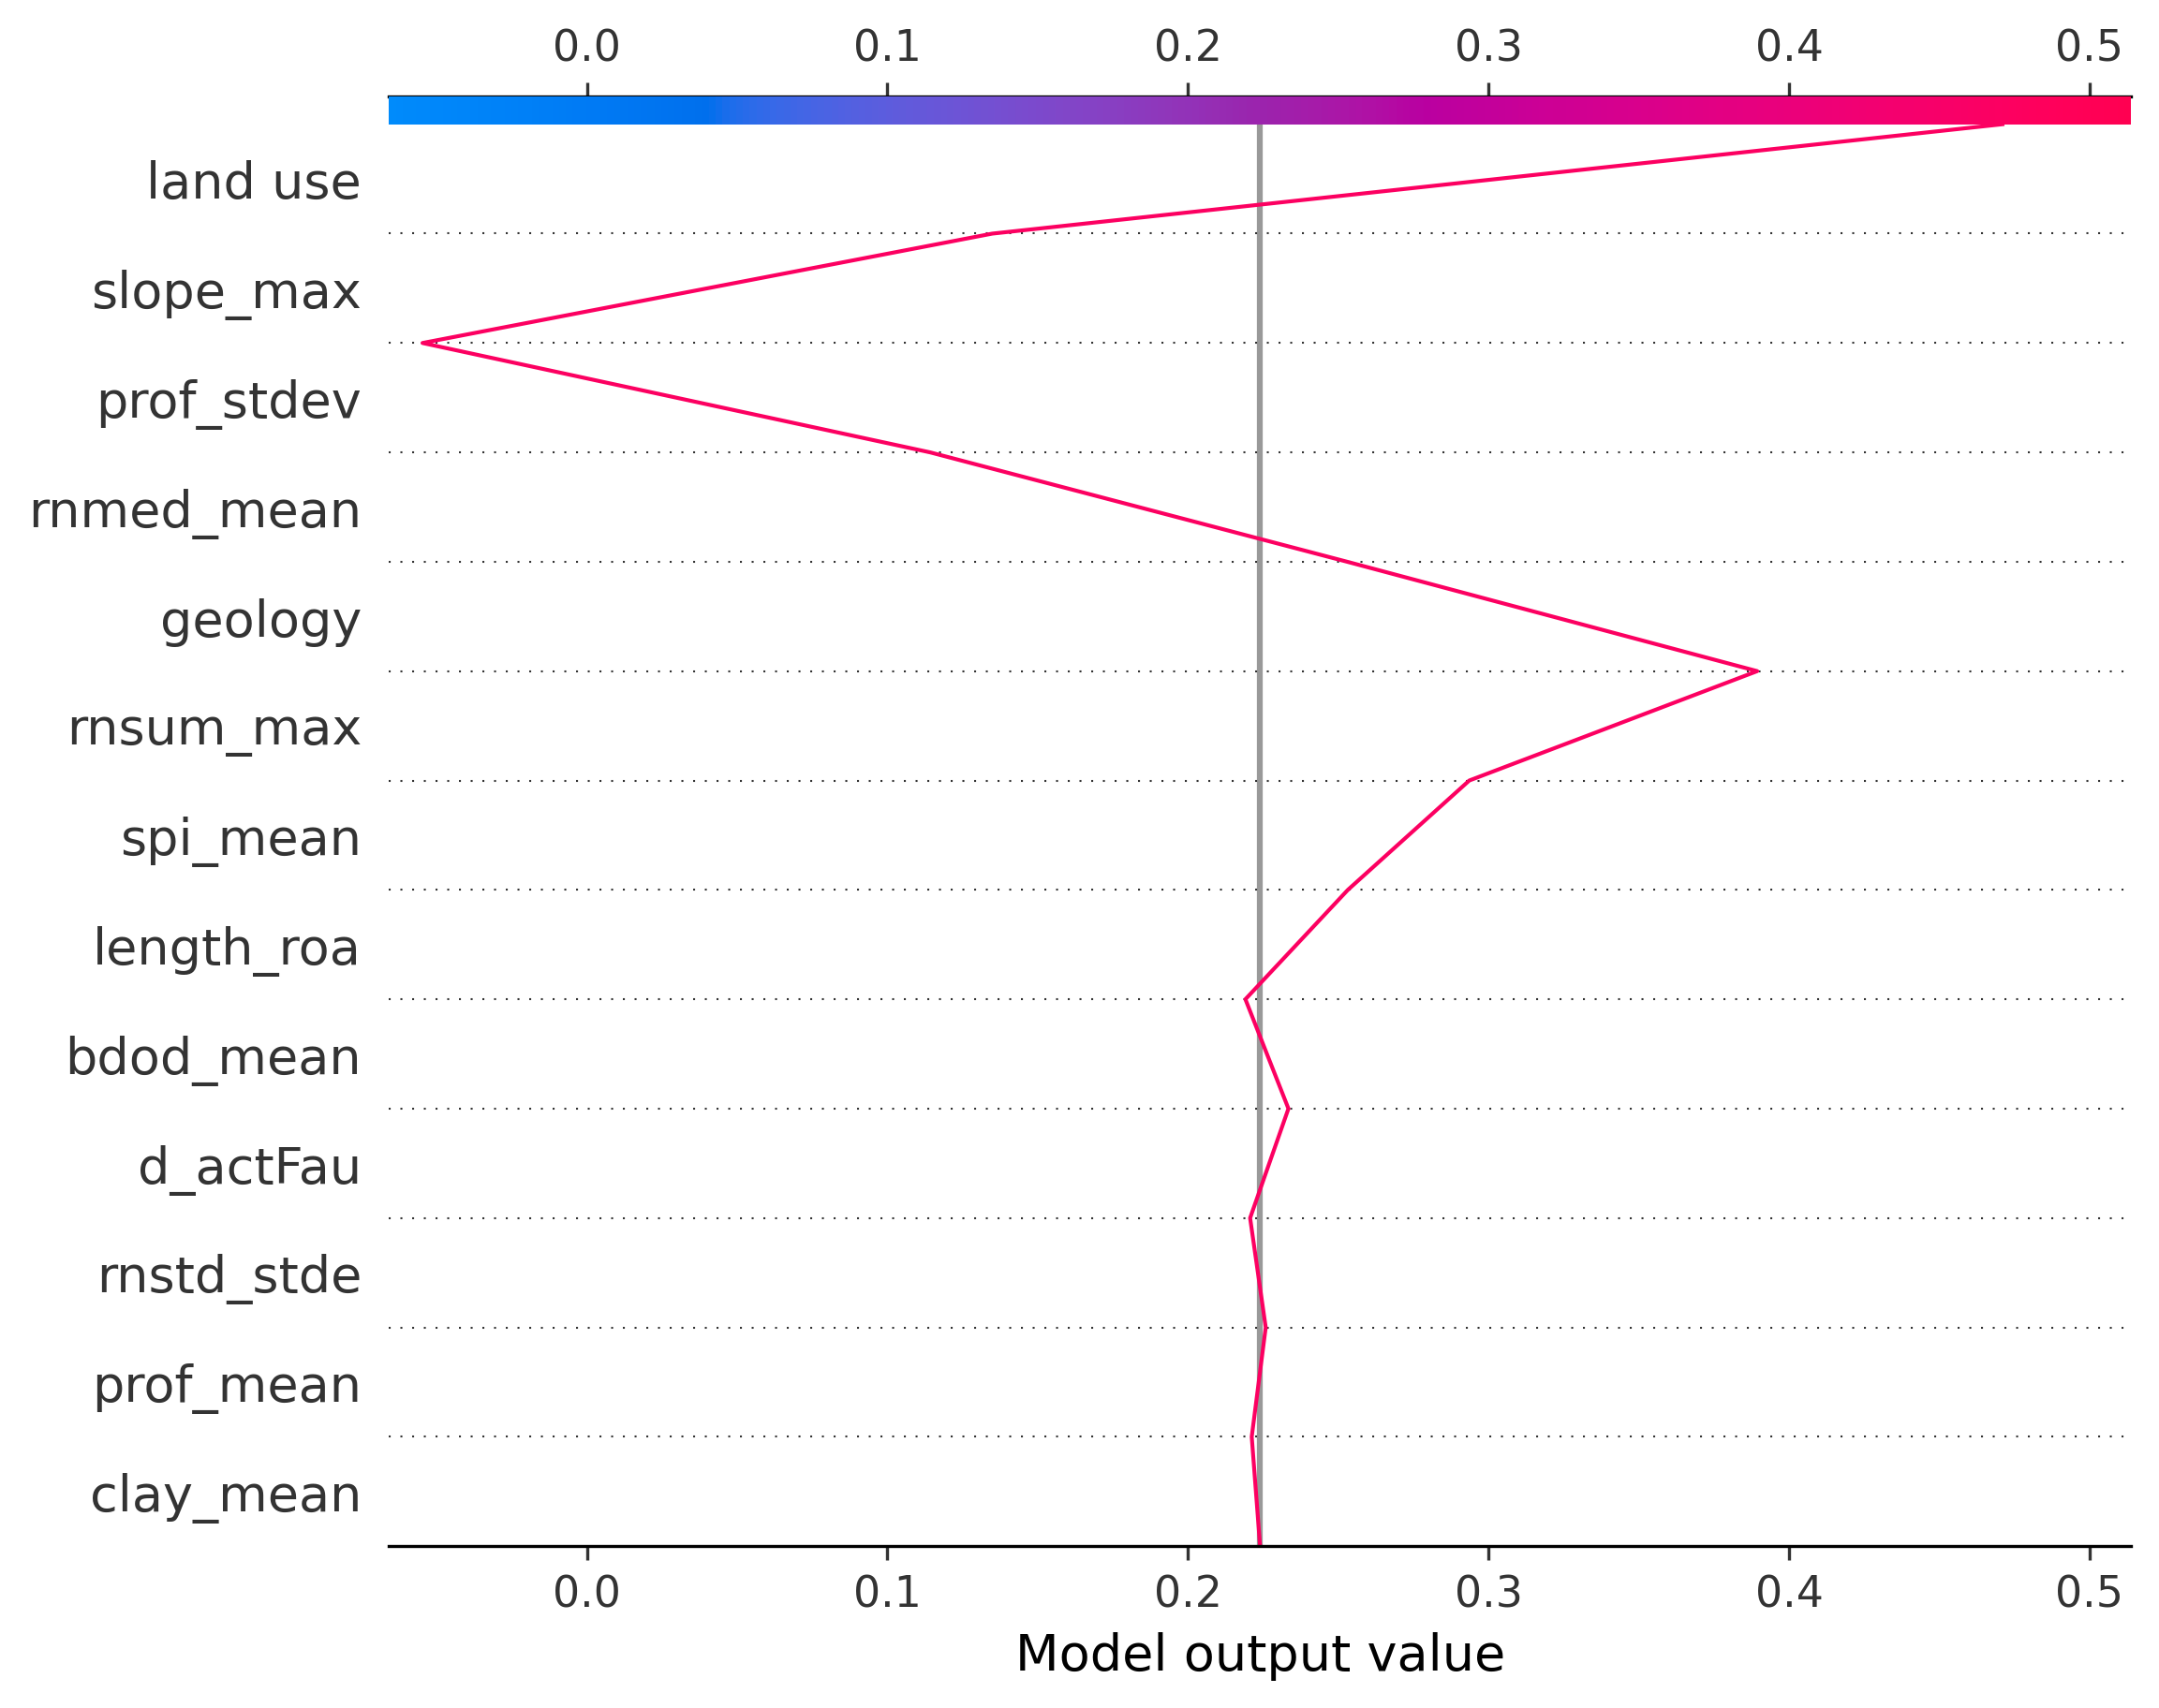 0.0 0.1 0.2 0.3 0.4 0.5
land use
slope_max
prof_stdev
rnmed_mean
geology
rnsum_max
spi_mean
length_roa
bdod_mean
d_actFau
rnstd_stde
prof_mean
clay_mean
0.0 0.1 0.2 0.3 0.4 0.5
Model output value